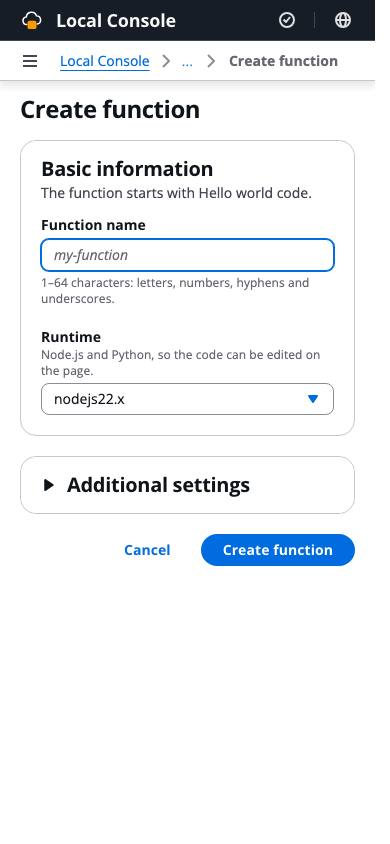 Local Console
Local Console > ... > Create function
Create function
Basic information
The function starts with Hello world code.
Function name
my-function
1–64 characters: letters, numbers, hyphens and
underscores.
Runtime
Node.js and Python, so the code can be edited on
the page.
nodejs22.x
Additional settings
Cancel
Create function